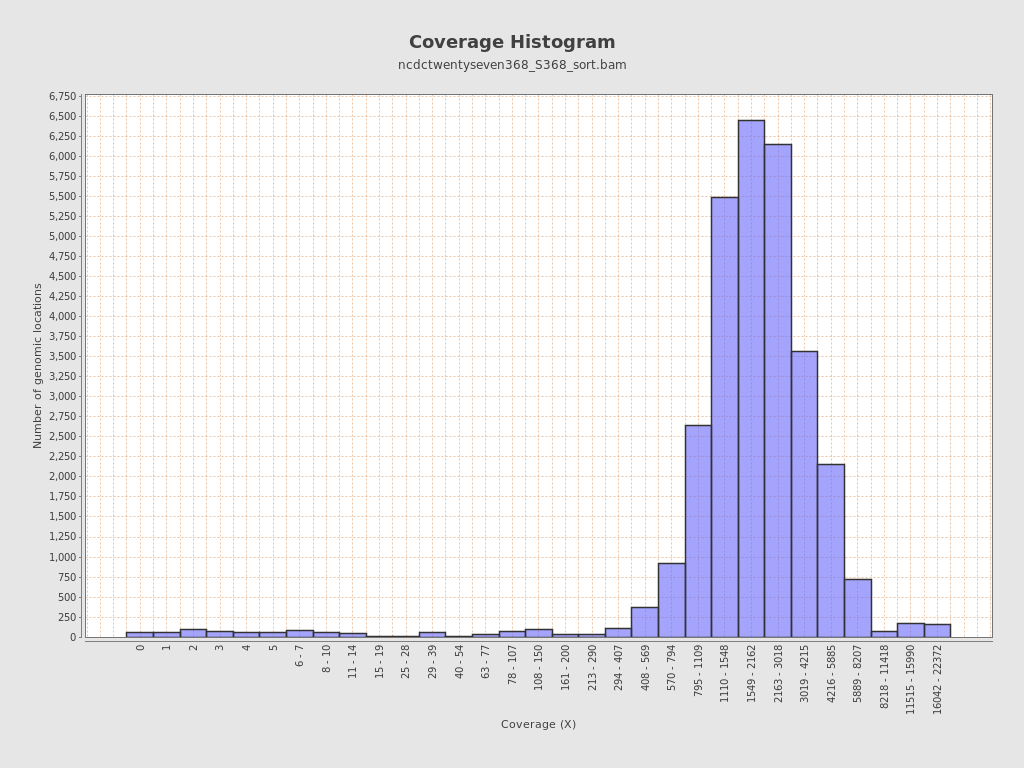 Coverage Histogram
ncdctwentyseven368_S368_sort.bam
Number of genomic locations
6,750
6,500
6,250
6,000
5,750
5,500
5,250
5,000
4,750
4,500
4,250
4,000
3,750
3,500
3,250
3,000
2,750
2,500
2,250
2,000
1,750
1,500
1,250
1,000
750
500
250
0
0
1
2
3
4
5
6 - 7
8 - 10
11 - 14
15 - 19
25 - 28
29 - 39
40 - 54
63 - 77
78 - 107
108 - 150
161 - 200
213 - 290
294 - 407
408 - 569
570 - 794
795 - 1109
1110 - 1548
1549 - 2162
2163 - 3018
3019 - 4215
4216 - 5885
5889 - 8207
8218 - 11418
11515 - 15990
16042 - 22372
Coverage (X)